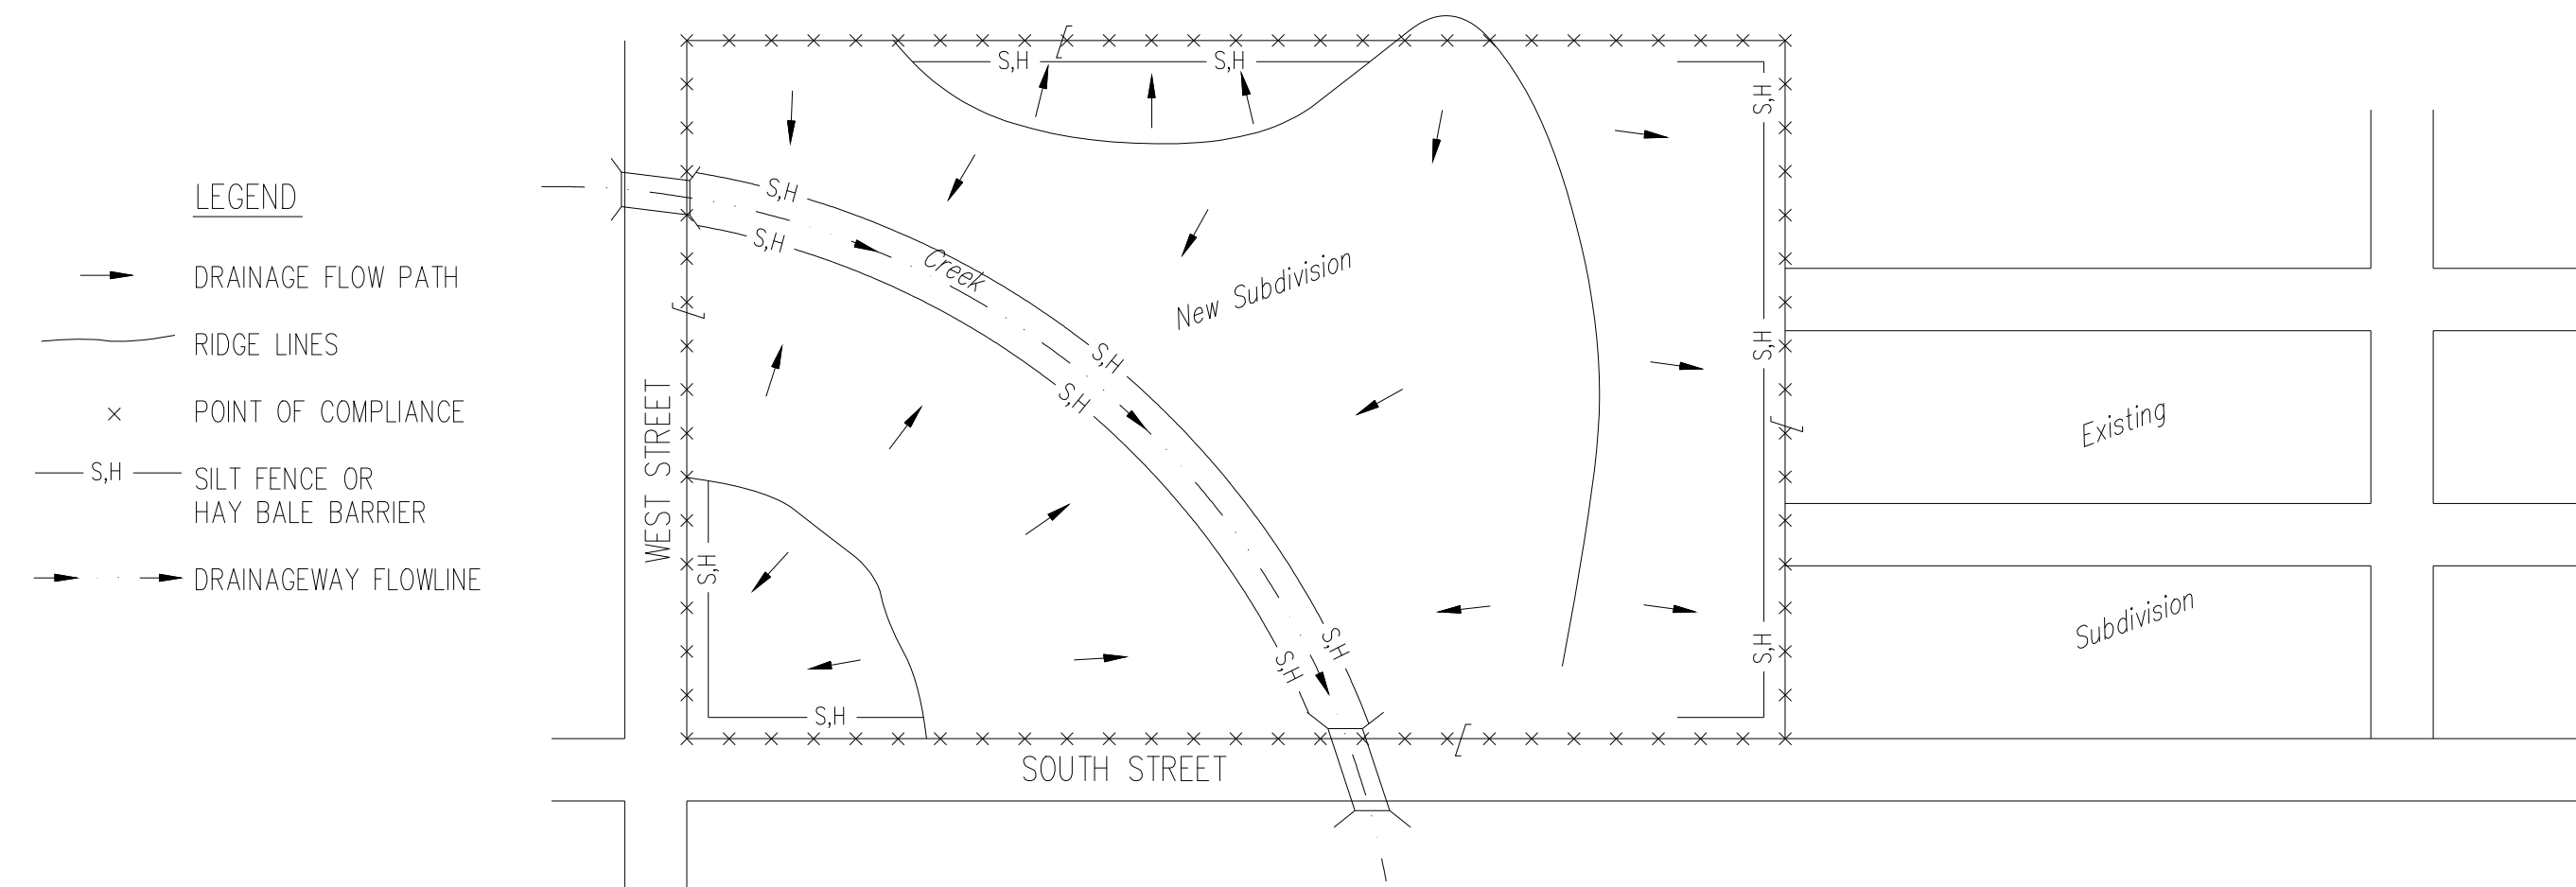 LEGEND
DRAINAGE FLOW PATH
RIDGE LINES
POINT OF COMPLIANCE
S,H
SILT FENCE OR
HAY BALE BARRIER
DRAINAGEWAY FLOWLINE
S,H
S,H
S,H
S,H
S,H
Creek
New Subdivision
S,H
S,H
S,H
WEST STREET
Existing
S,H
Subdivision
S,H
S,H
S,H
S,H
SOUTH STREET